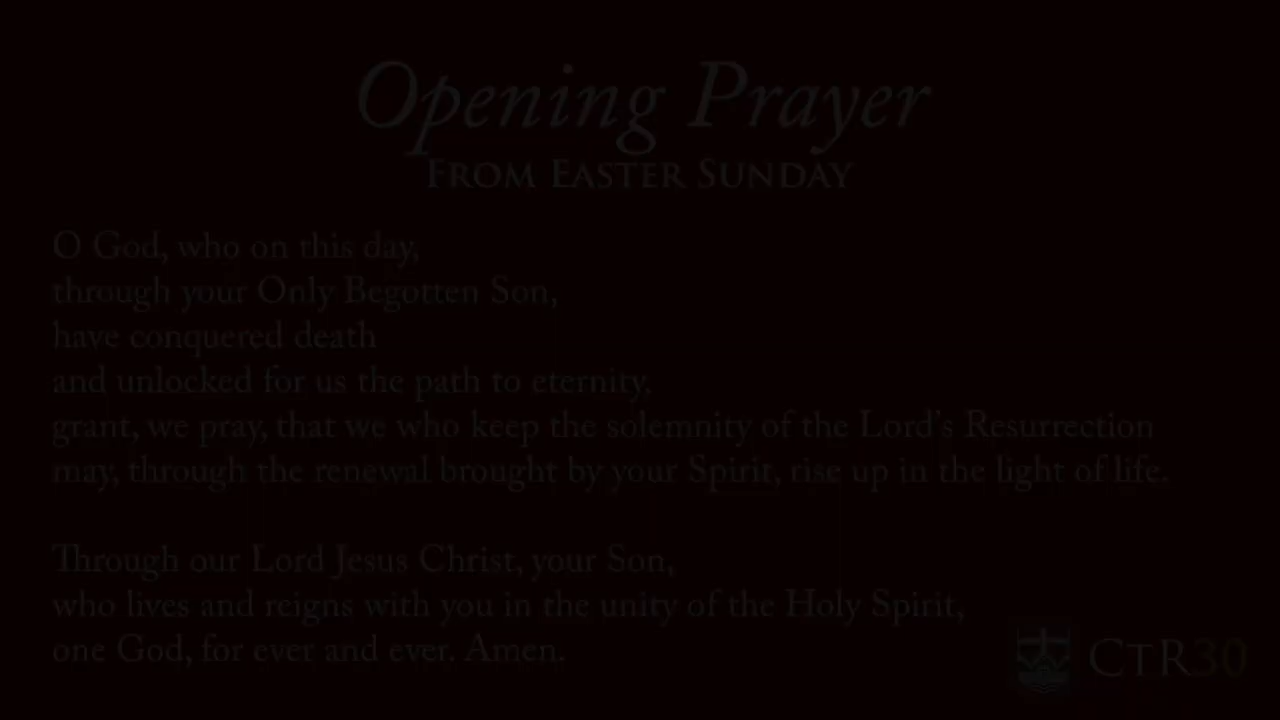 Opening Prayer
FROM EASTER SUNDAY
O God, who on this day,
through your Only Begotten Son,
have conquered death
and unlocked for us the path to eternity,
grant, we pray, that we who keep the solemnity of the Lord's Resurrection
may, through the renewal brought by your Spirit, rise up in the light of life.
Through our Lord Jesus Christ, your Son,
who lives and reigns with you in the unity of the Holy Spirit,
one God, for ever and ever. Amen.
CTR30